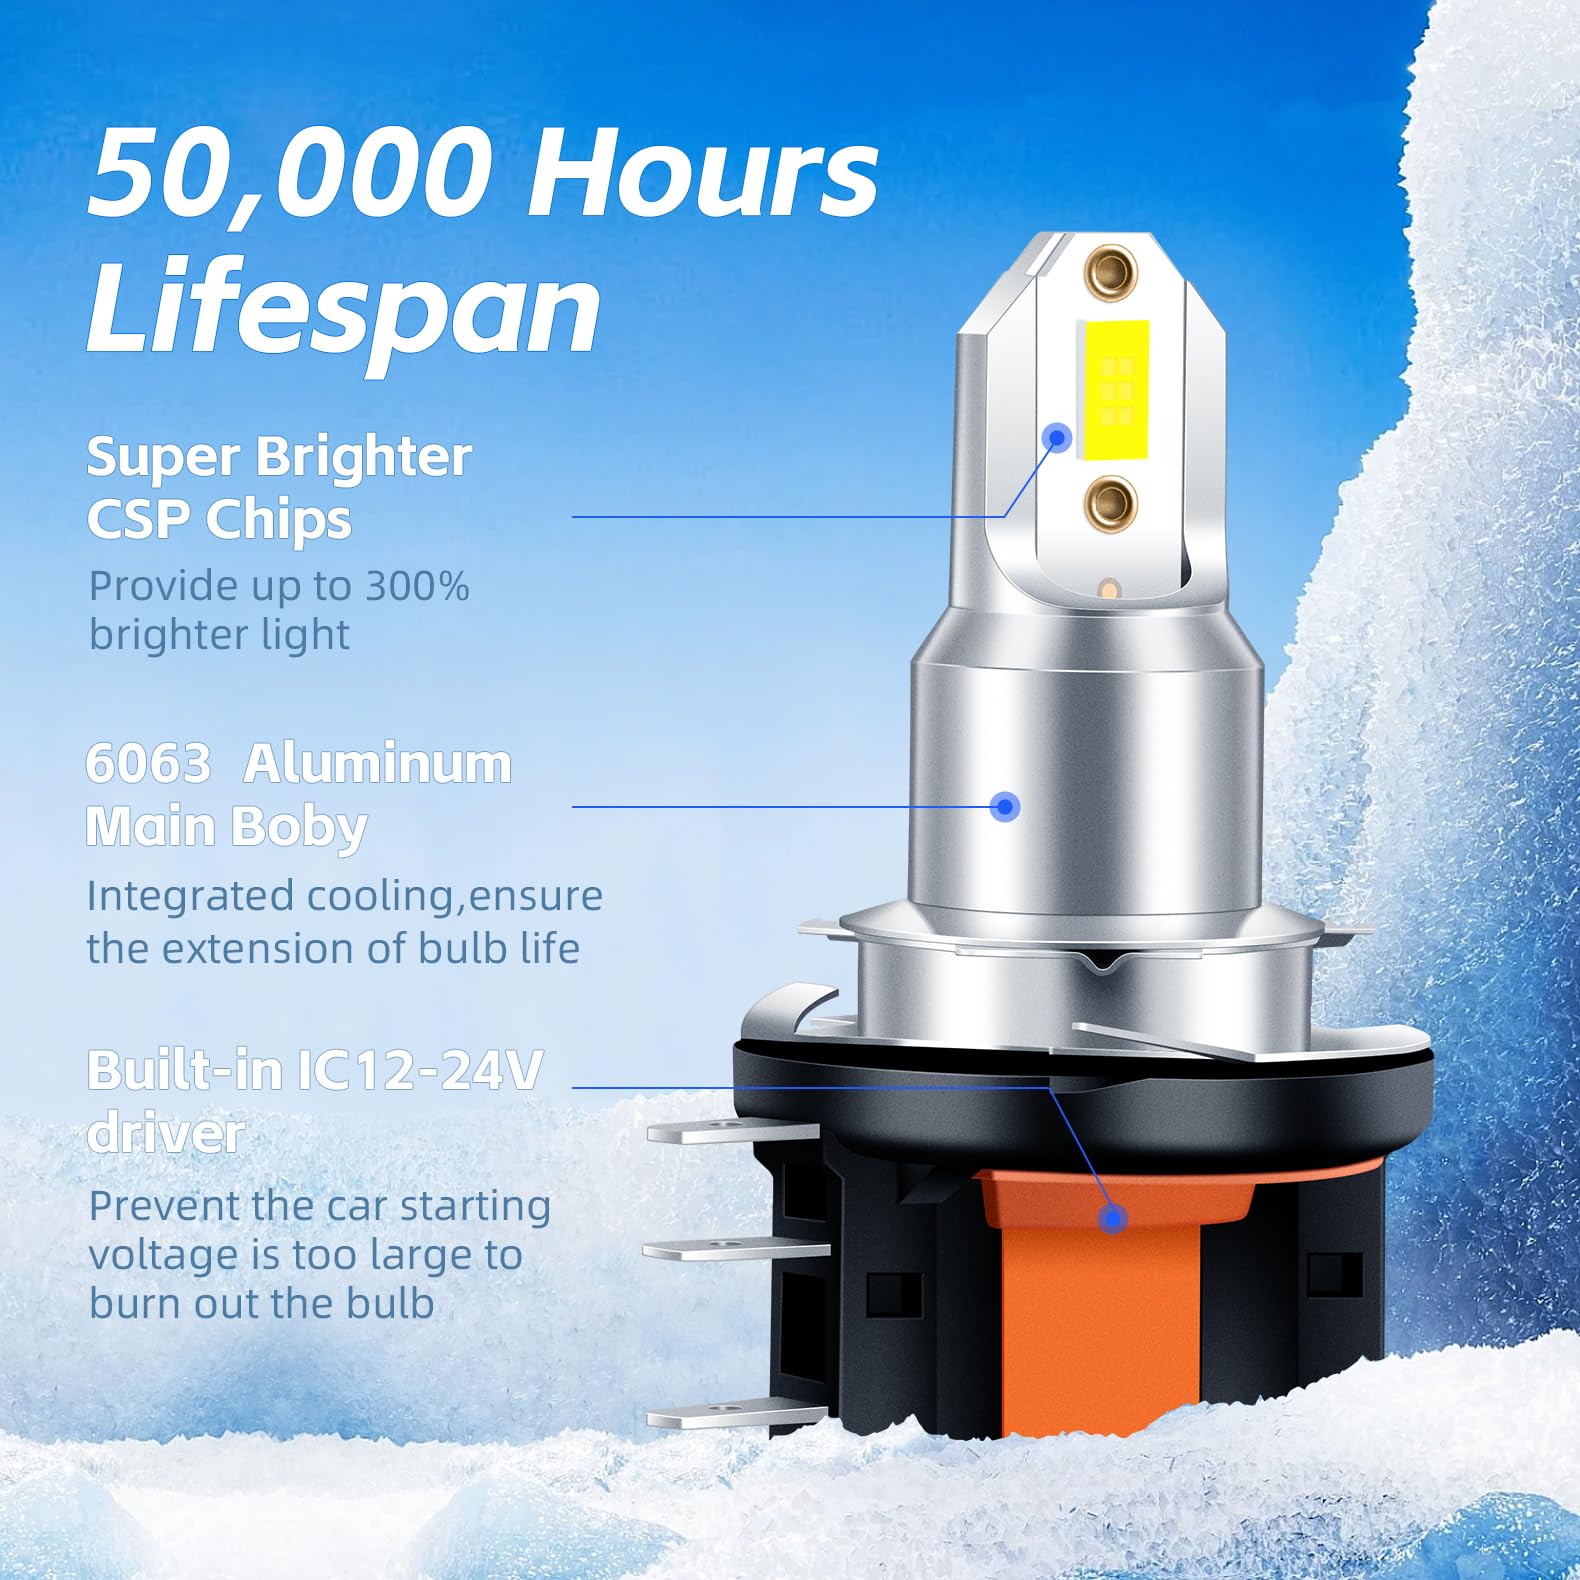 50,000 Hours
Lifespan
Super Brighter
CSP Chips
Provide up to 300%
brighter light
6063 Aluminum
Main Boby
Integrated cooling,ensure
the extension of bulb life
Built-in IC12-24V
driver
Prevent the car starting
voltage is too large to
burn out the bulb